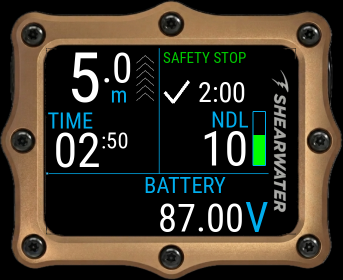 5.0 m
SAFETY STOP
2:00
TIME
02:50
NDL
10
BATTERY
87.00V
SHEARWATER